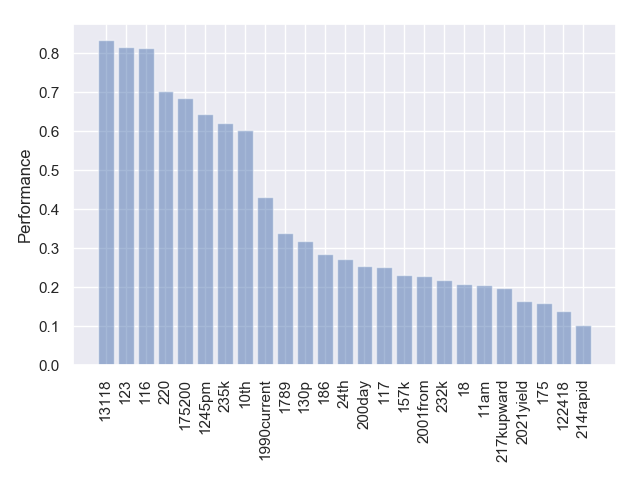 0.8
0.7
0.6
0.5
0.4
0.3
0.2
0.1
0.0
Performance
13118
123
116
220
175200
1245pm
235k
10th
1990current
1789
130p
186
24th
200day
117
157k
2001from
232k
18
11am
217kupward
2021yield
175
122418
214rapid